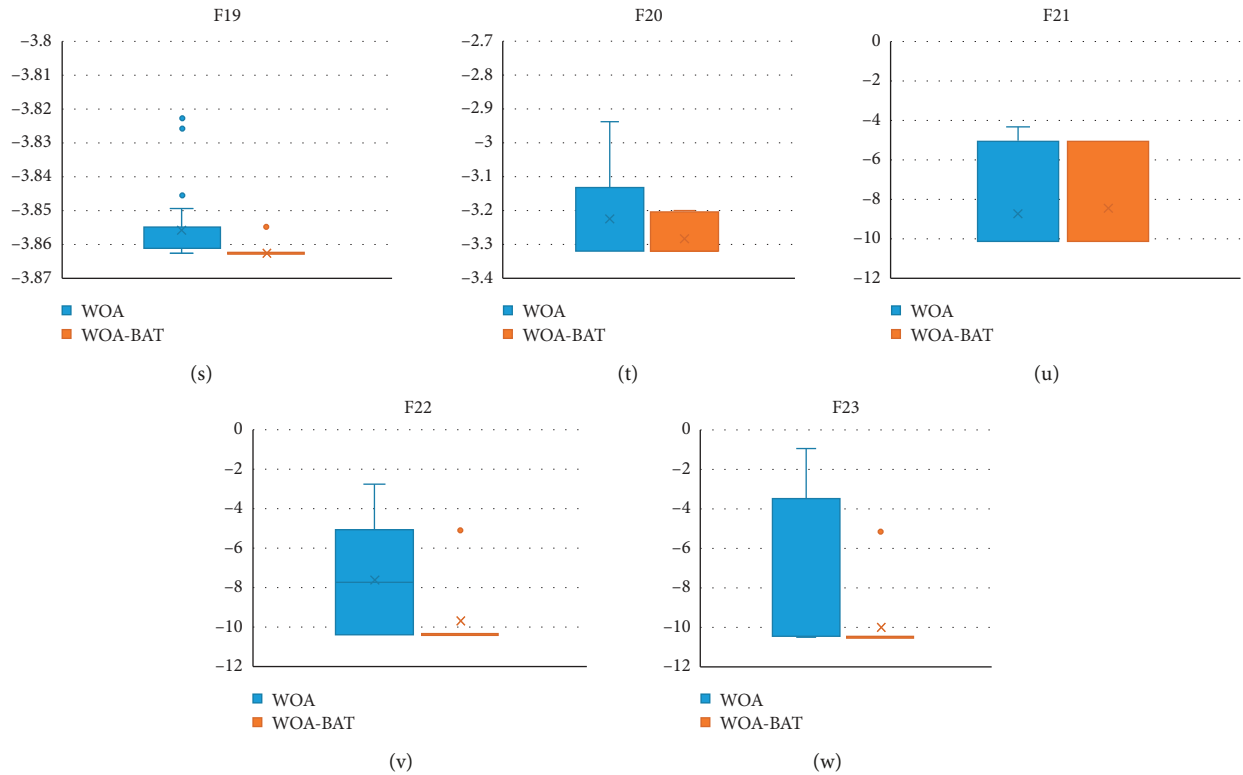 F19
−3.8
−3.81
−3.82
−3.83
−3.84
−3.85
−3.86
−3.87
WOA
WOA-BAT
(s)
F20
−2.7
−2.8
−2.9
−3
−3.1
−3.2
−3.3
−3.4
WOA
WOA-BAT
(t)
F21
0
−2
−4
−6
−8
−10
−12
WOA
WOA-BAT
(u)
F22
0
−2
−4
−6
−8
−10
−12
WOA
WOA-BAT
(v)
F23
0
−2
−4
−6
−8
−10
−12
WOA
WOA-BAT
(w)